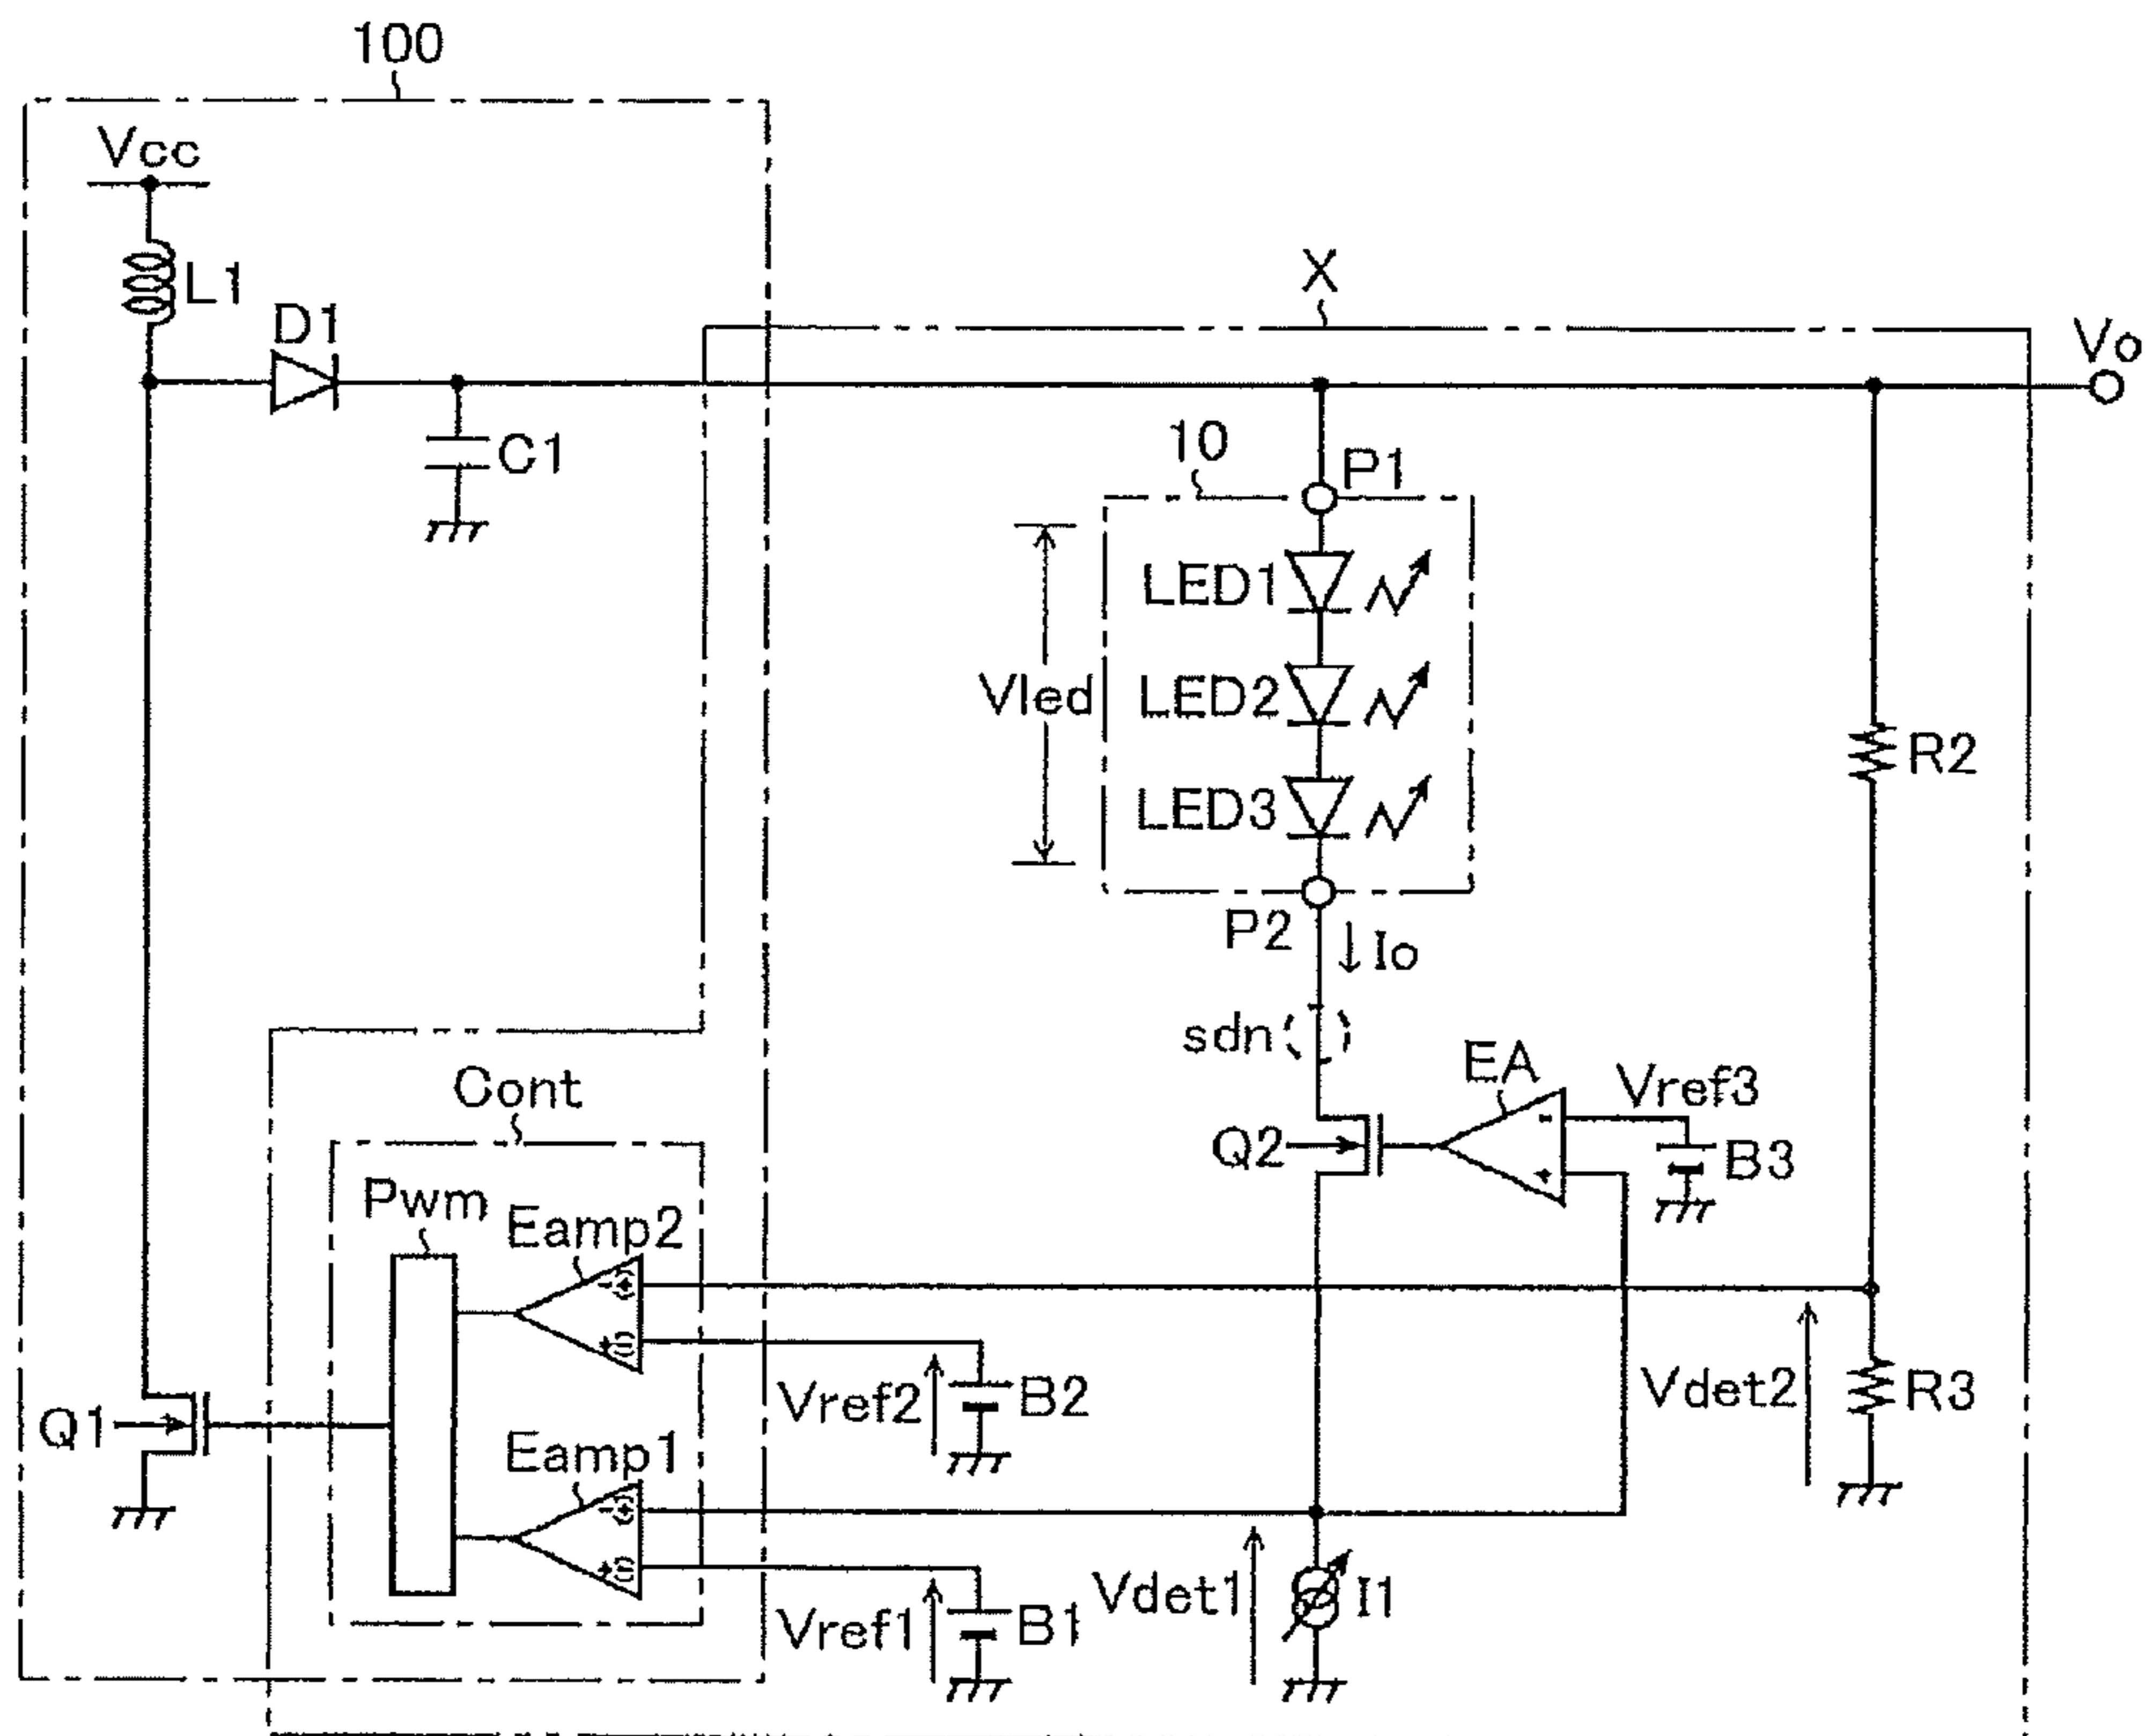 100
Vcc
L1
D1
C1
X
Vo
10
P1
LED1
LED2
LED3
Vled
R2
P2
Io
sdn
EA
Vref3
Q2
-
+
B3
Cont
Pwm
Eamp2
-(+)
+(-)
Vref2
B2
Vdet2
R3
Q1
Eamp1
-(+)
+(-)
Vref1
B1
Vdet1
I1